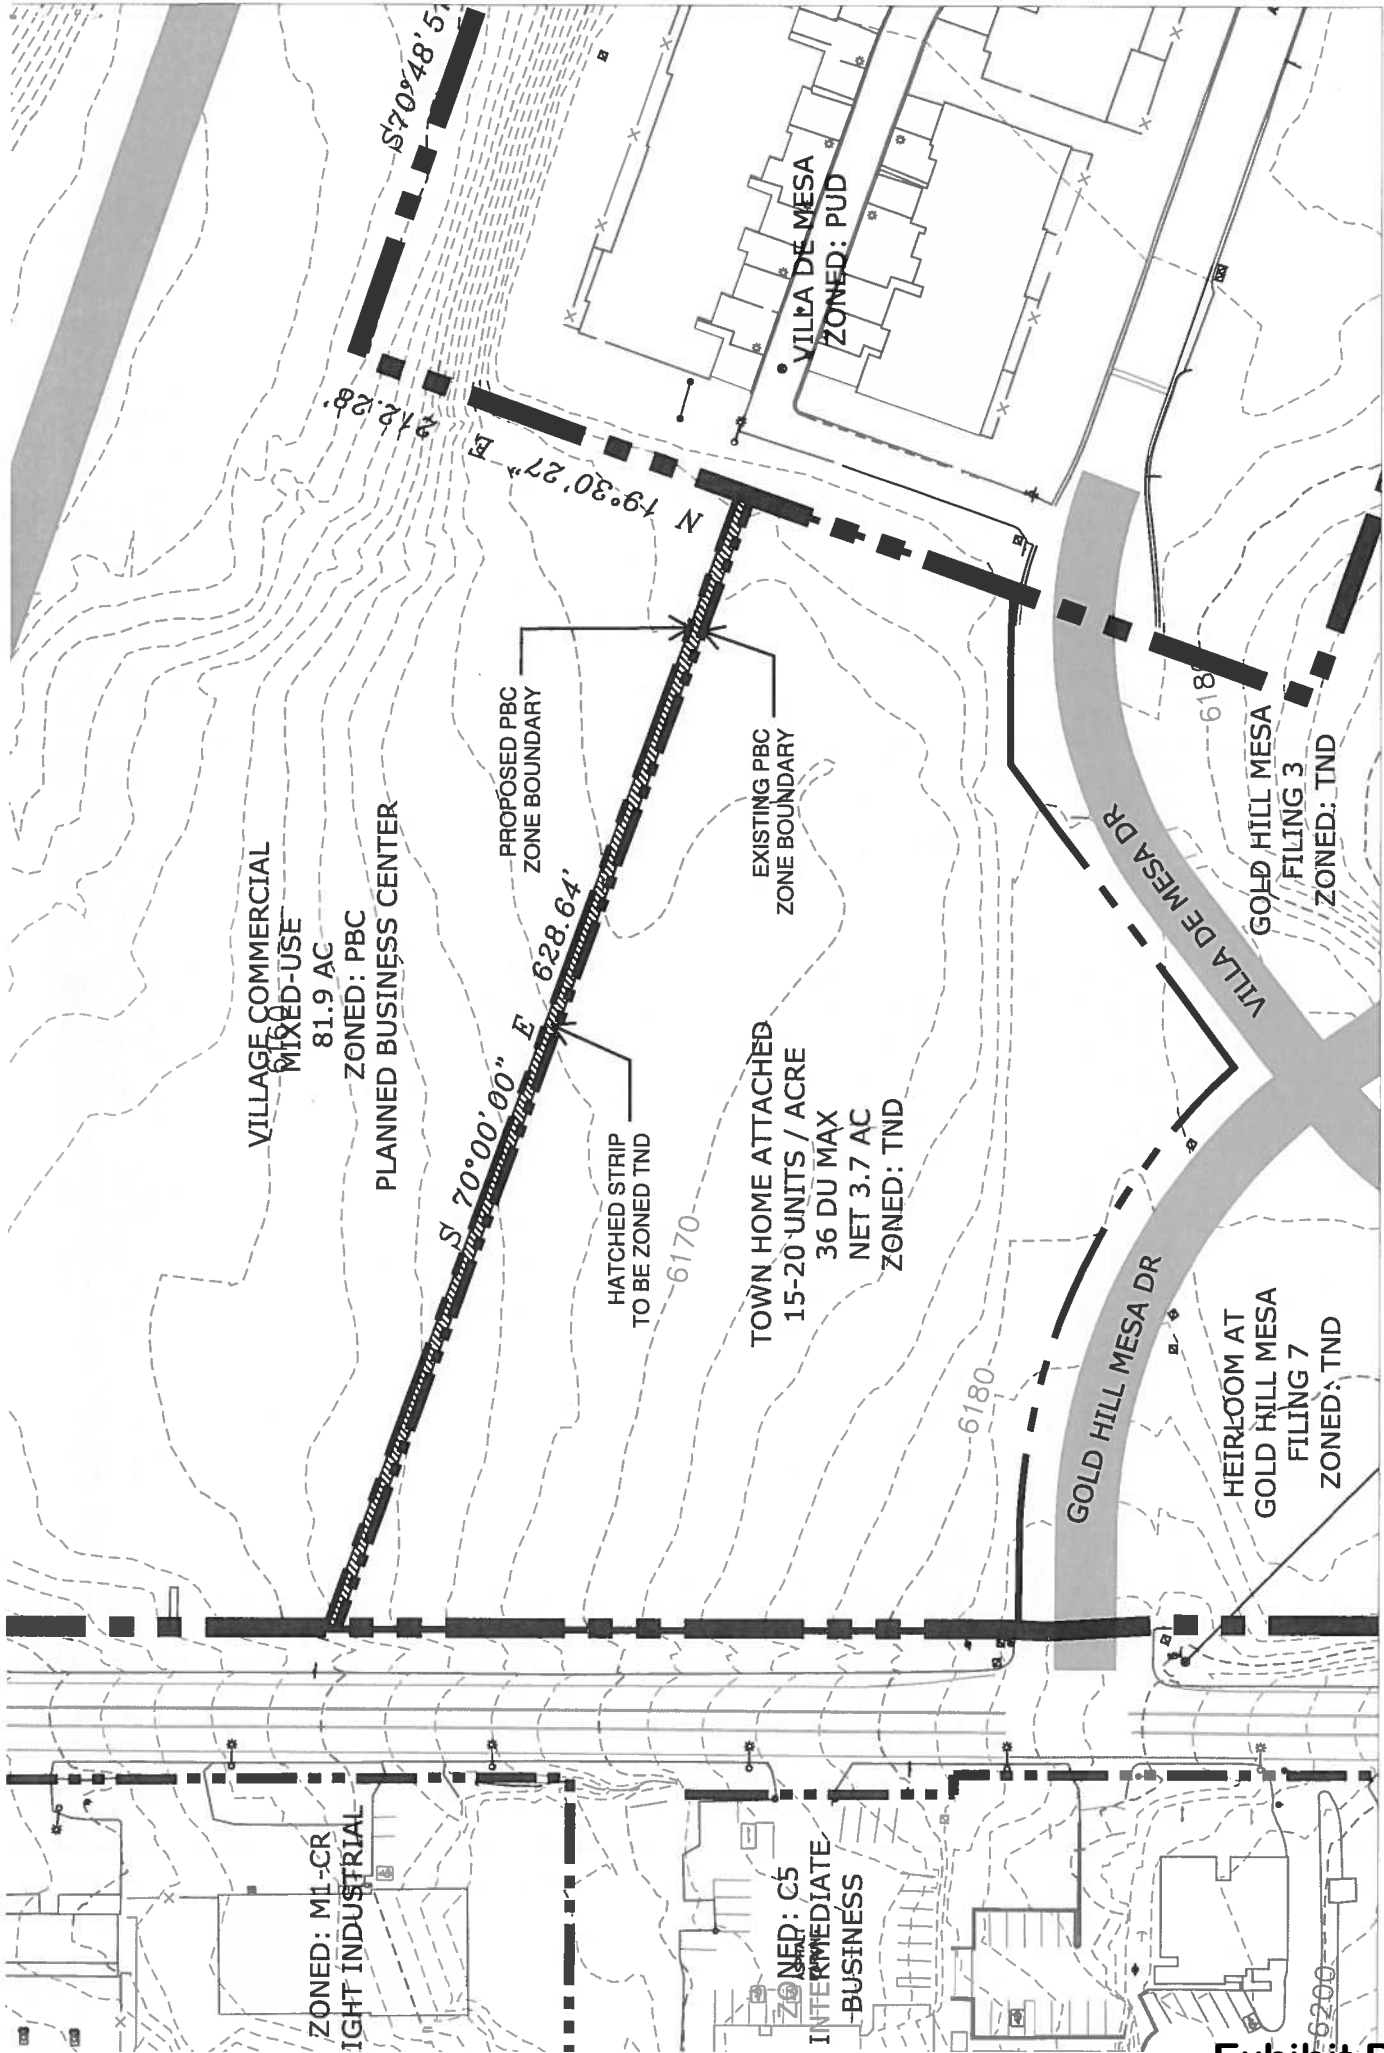 S70°48'5
212.28'
N 19°30'27" E
VILLA DE MESA
ZONED: PUD
VILLAGE COMMERCIAL
6160
MIXED-USE
81.9 AC
ZONED: PBC
PLANNED BUSINESS CENTER
PROPOSED PBC
ZONE BOUNDARY
EXISTING PBC
ZONE BOUNDARY
S 70°00'00" E 628.64'
HATCHED STRIP
TO BE ZONED TND
6170
TOWN HOME ATTACHED
15-20 UNITS / ACRE
36 DU MAX
NET 3.7 AC
ZONED: TND
6180
VILLA DE MESA DR
GOLD HILL MESA DR
618
GOLD HILL MESA
FILING 3
ZONED: TND
HEIRLOOM AT
GOLD HILL MESA
FILING 7
ZONED: TND
ZONED: M1-CR
IGHT INDUSTRIAL
ZONED: C5
INTERMEDIATE
BUSINESS
6200
Exhibit